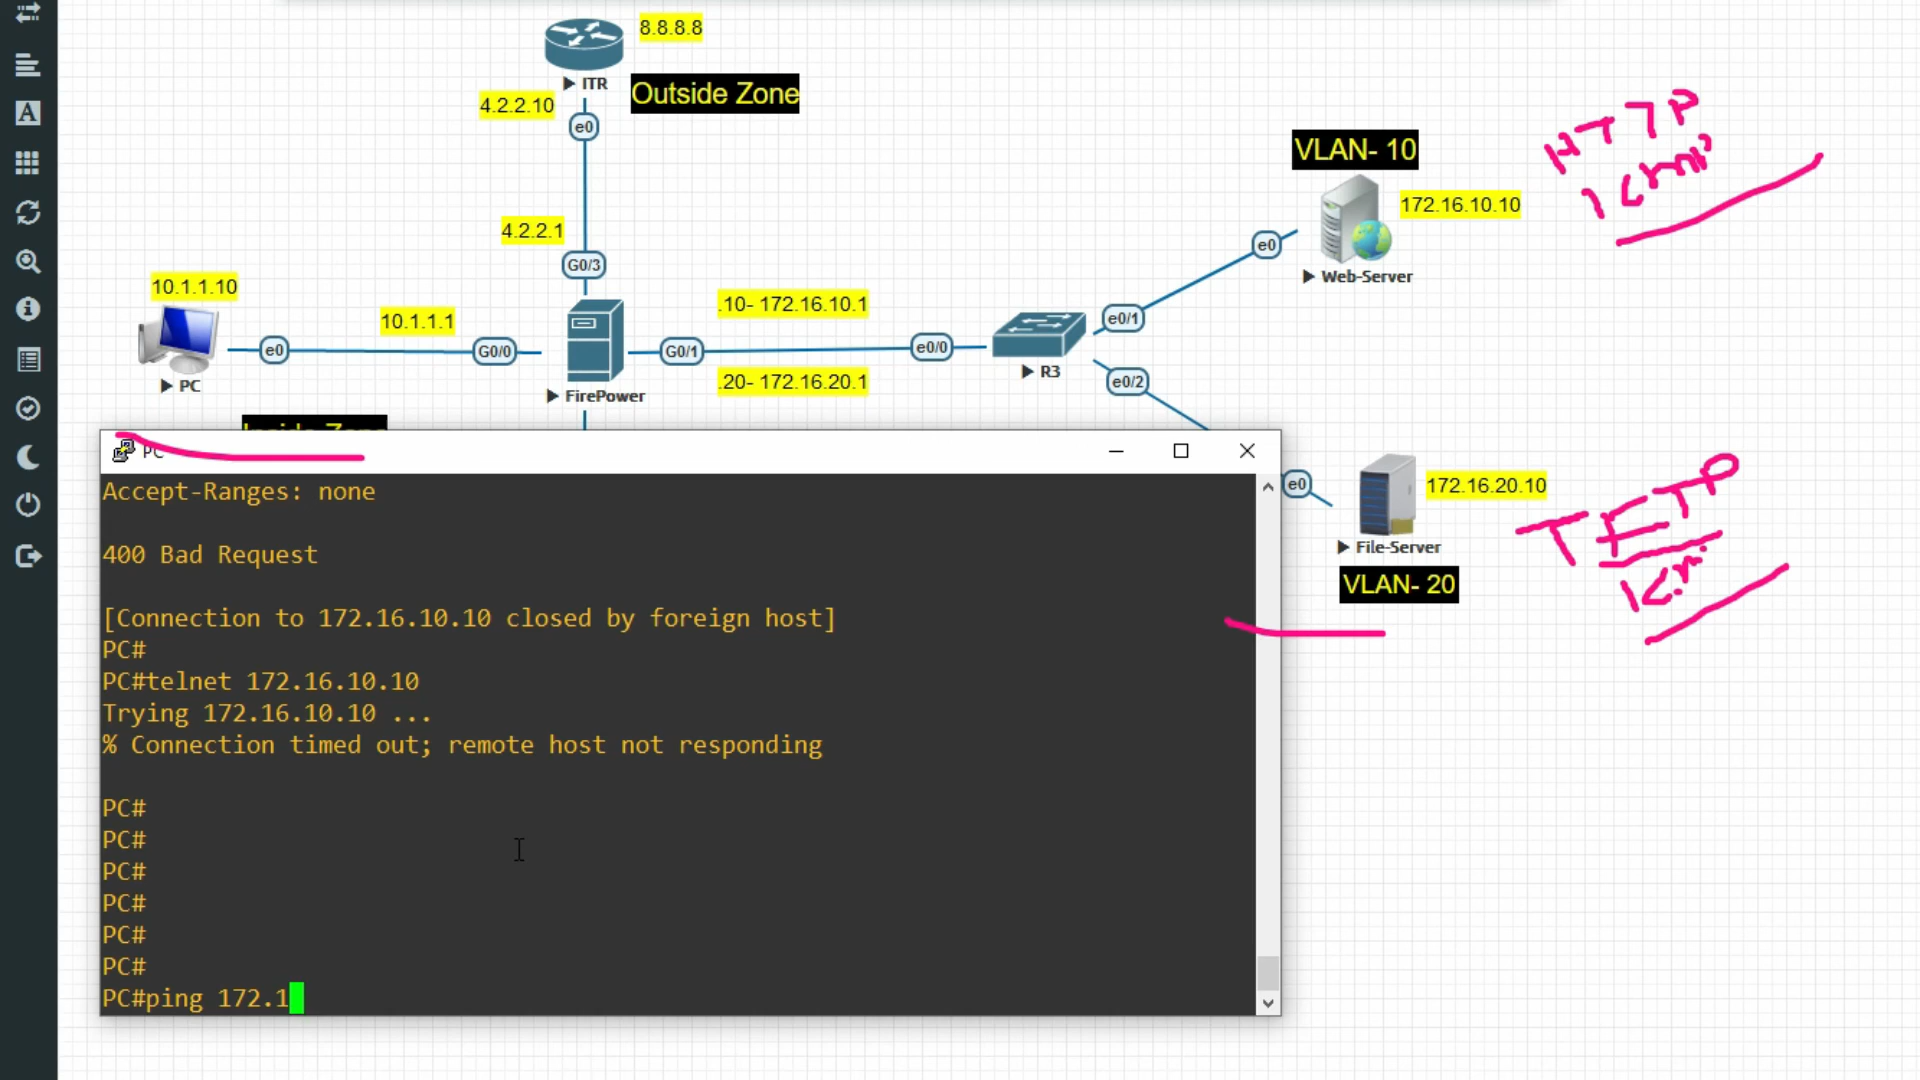 8.8.8.8
ITR
4.2.2.10
Outside Zone
e0
HTTP
VLAN- 10
172.16.10.10
4.2.2.1
e0
G0/3
Web-Server
10.1.1.10
.10- 172.16.10.1
10.1.1.1
e0/1
e0
G0/0
G0/1
e0/0
R3
PC
FirePower
.20- 172.16.20.1
e0/2
PC
e0
172.16.20.10
TFTP
File-Server
VLAN- 20
Accept-Ranges: none
400 Bad Request
[Connection to 172.16.10.10 closed by foreign host]
PC#
PC#telnet 172.16.10.10
Trying 172.16.10.10 ...
% Connection timed out; remote host not responding
PC#
PC#
PC#
PC#
PC#
PC#
PC#ping 172.1